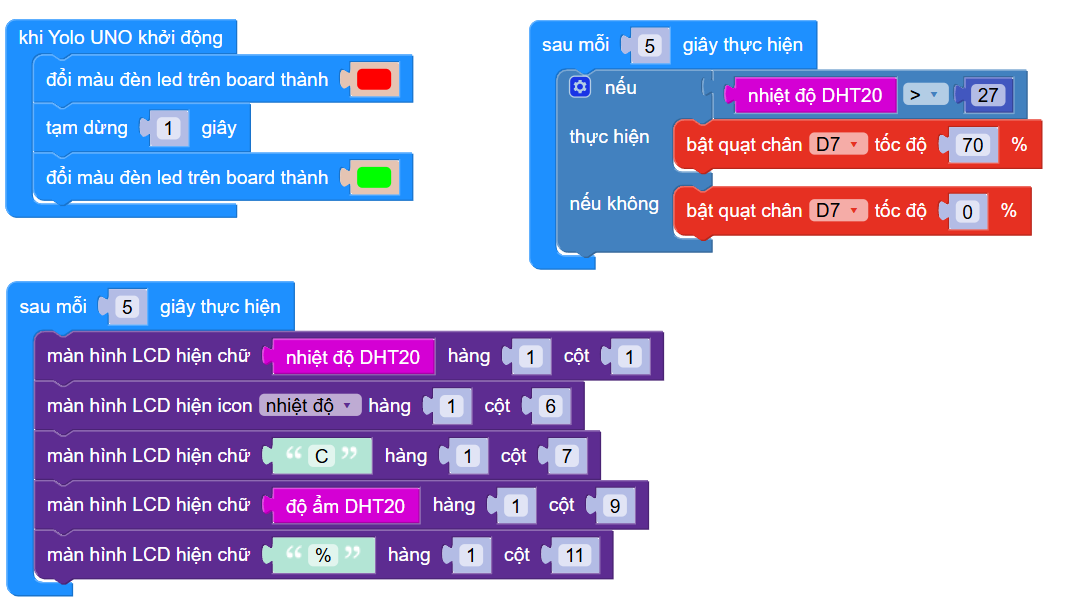 khi Yolo UNO khởi động
đổi màu đèn led trên board thành
tạm dừng 1 giây
đổi màu đèn led trên board thành
sau mỗi 5 giây thực hiện
nếu nhiệt độ DHT20 > 27
thực hiện bật quạt chân D7 tốc độ 70 %
nếu không bật quạt chân D7 tốc độ 0 %
sau mỗi 5 giây thực hiện
màn hình LCD hiện chữ nhiệt độ DHT20 hàng 1 cột 1
màn hình LCD hiện icon nhiệt độ hàng 1 cột 6
màn hình LCD hiện chữ “ C ” hàng 1 cột 7
màn hình LCD hiện chữ độ ẩm DHT20 hàng 1 cột 9
màn hình LCD hiện chữ “ % ” hàng 1 cột 11